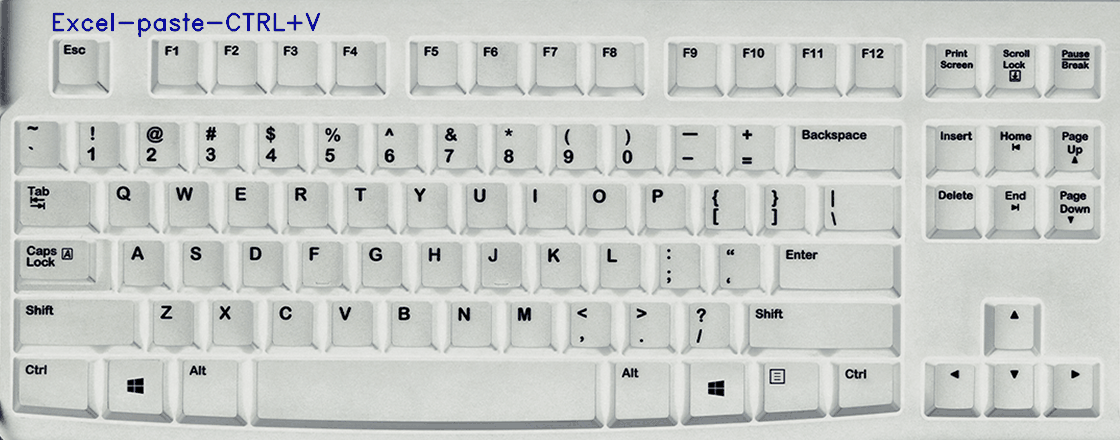 Excel-paste-CTRL+V
Esc F1 F2 F3 F4 F5 F6 F7 F8 F9 F10 F11 F12 Print Screen Scroll Lock Pause Break
~ ` ! 1 @ 2 # 3 $ 4 % 5 ^ 6 & 7 * 8 ( 9 ) 0 — - + = Backspace Insert Home Page Up
Tab Q W E R T Y U I O P { [ } ] | \ Delete End Page Down
Caps Lock A S D F G H J K L : ; “ ‘ Enter
Shift Z X C V B N M < , > . ? / Shift
Ctrl Alt Alt Ctrl